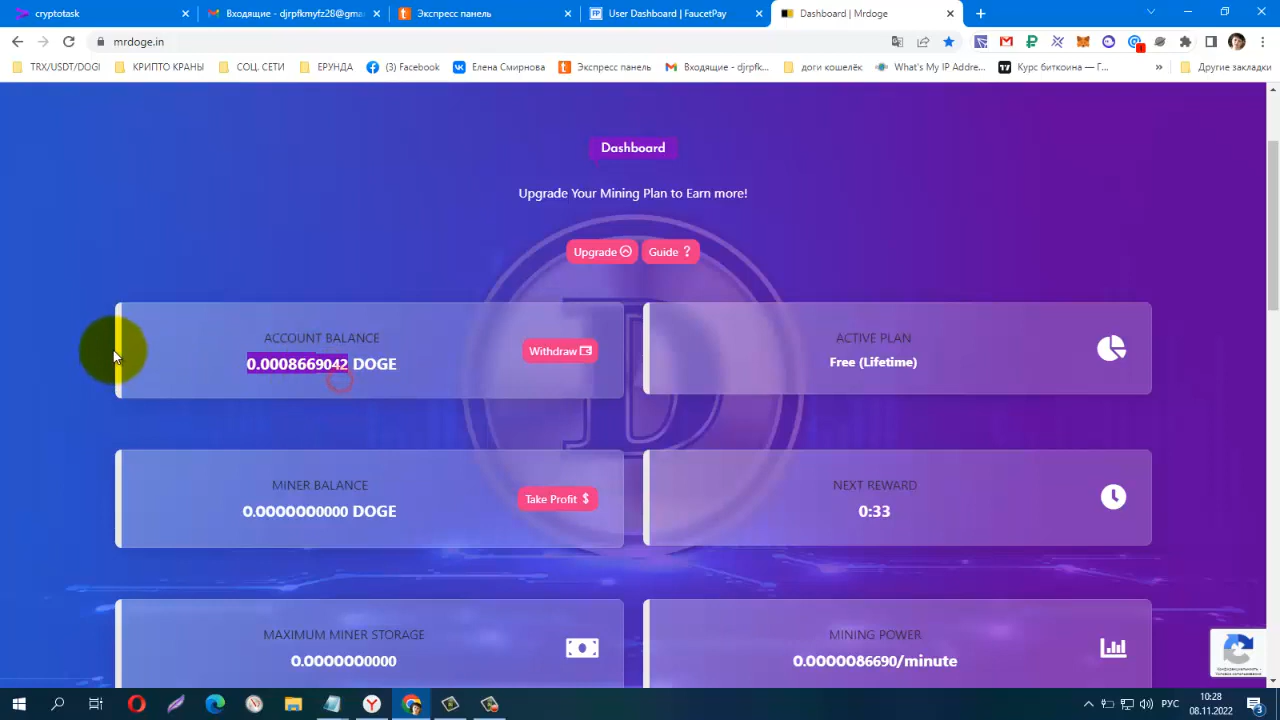 cryptotask
Входящие - djrpfkmyfz28@gma
Экспресс панель
User Dashboard | FaucetPay
Dashboard | Mrdoge
mrdoge.in
TRX/USDT/DOGI
КРИПТО КРАНЫ
СОЦ. СЕТИ
ЕРУНДА
(3) Facebook
Елена Смирнова
Экспресс панель
Входящие - djrpfk...
доги кошелёк
What's My IP Addre...
Курс биткоина — Г...
»
Другие закладки
Dashboard
Upgrade Your Mining Plan to Earn more!
Upgrade
Guide ?
ACCOUNT BALANCE
0.0008669042 DOGE
Withdraw
ACTIVE PLAN
Free (Lifetime)
MINER BALANCE
0.0000000000 DOGE
Take Profit $
NEXT REWARD
0:33
MAXIMUM MINER STORAGE
0.0000000000
MINING POWER
0.0000086690/minute
РУС
10:28
08.11.2022
3